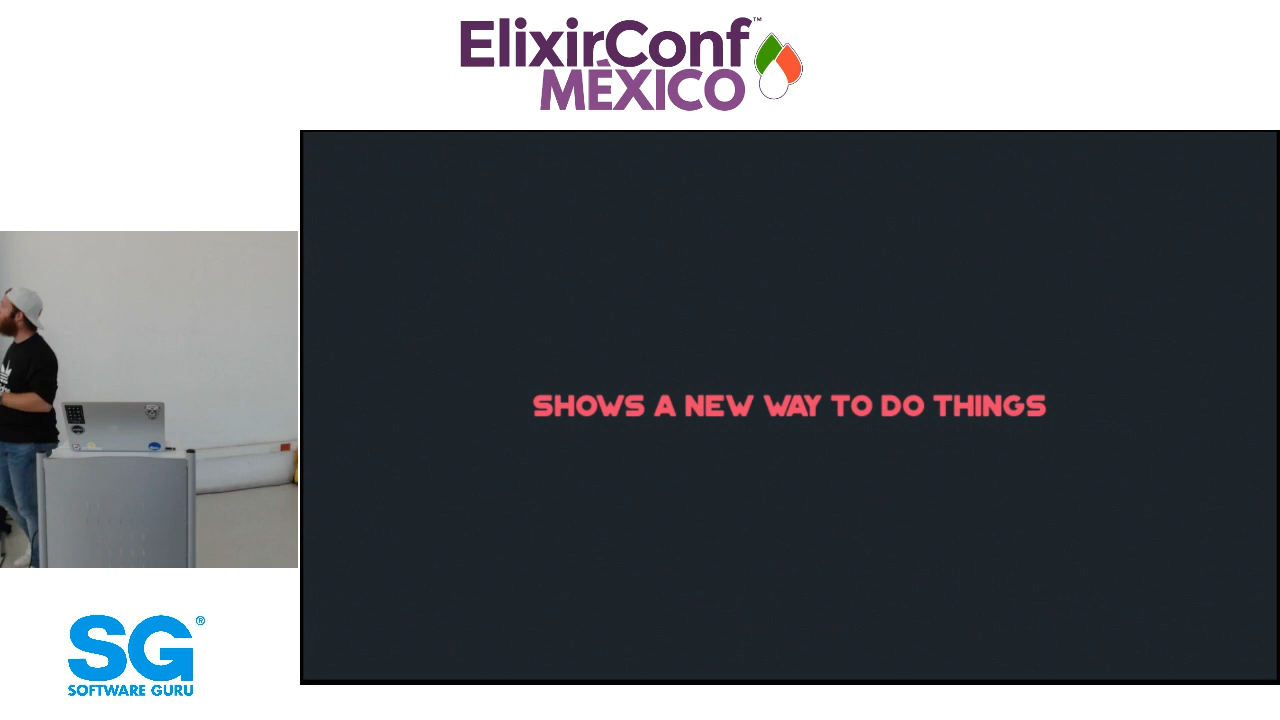 ElixirConf™
MÉXICO
SHOWS A NEW WAY TO DO THINGS
SG®
SOFTWARE GURU